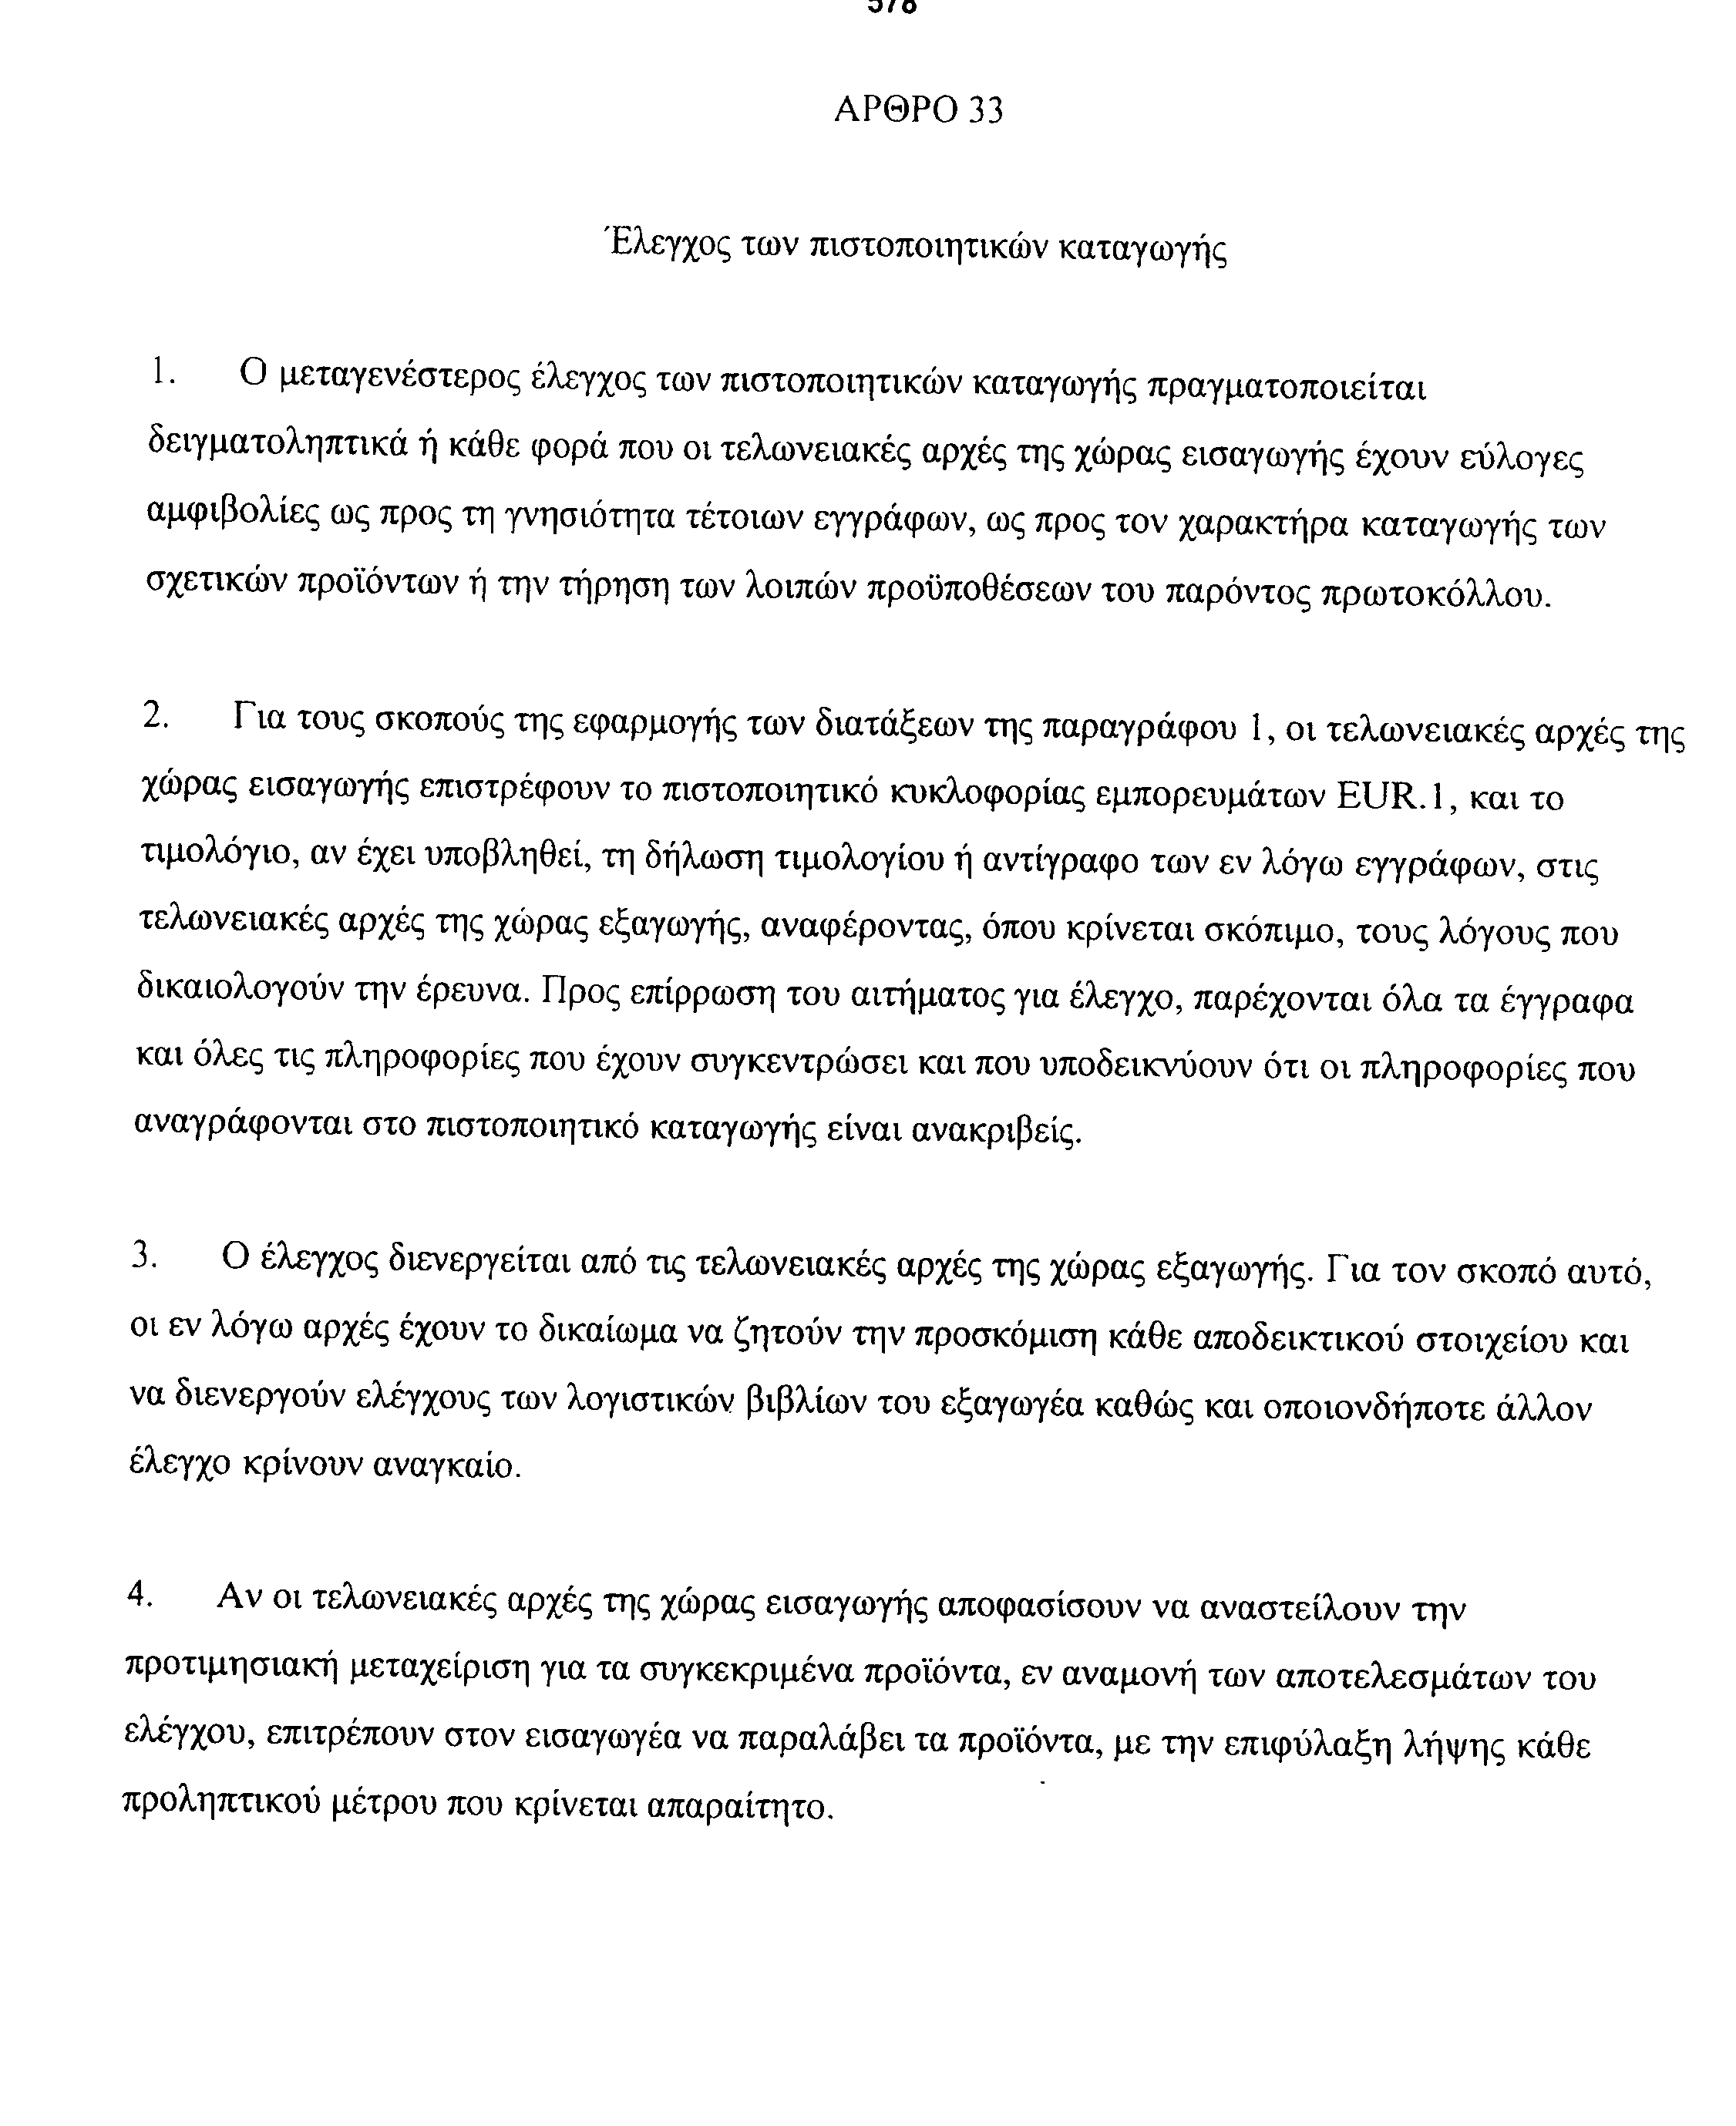 ΑΡΘΡΟ 33
Έλεγχος των πιστοποιητικών καταγωγής
1. Ο μεταγενέστερος έλεγχος των πιστοποιητικών καταγωγής πραγματοποιείται
δειγματοληπτικά ή κάθε φορά που οι τελωνειακές αρχές της χώρας εισαγωγής έχουν εύλογες
αμφιβολίες ως προς τη γνησιότητα τέτοιων εγγράφων, ως προς τον χαρακτήρα καταγωγής των
σχετικών προϊόντων ή την τήρηση των λοιπών προϋποθέσεων του παρόντος πρωτοκόλλου.
2. Για τους σκοπούς της εφαρμογής των διατάξεων της παραγράφου 1, οι τελωνειακές αρχές της
χώρας εισαγωγής επιστρέφουν το πιστοποιητικό κυκλοφορίας εμπορευμάτων EUR.1, και το
τιμολόγιο, αν έχει υποβληθεί, τη δήλωση τιμολογίου ή αντίγραφο των εν λόγω εγγράφων, στις
τελωνειακές αρχές της χώρας εξαγωγής, αναφέροντας, όπου κρίνεται σκόπιμο, τους λόγους που
δικαιολογούν την έρευνα. Προς επίρρωση του αιτήματος για έλεγχο, παρέχονται όλα τα έγγραφα
και όλες τις πληροφορίες που έχουν συγκεντρώσει και που υποδεικνύουν ότι οι πληροφορίες που
αναγράφονται στο πιστοποιητικό καταγωγής είναι ανακριβείς.
3. Ο έλεγχος διενεργείται από τις τελωνειακές αρχές της χώρας εξαγωγής. Για τον σκοπό αυτό,
οι εν λόγω αρχές έχουν το δικαίωμα να ζητούν την προσκόμιση κάθε αποδεικτικού στοιχείου και
να διενεργούν ελέγχους των λογιστικών βιβλίων του εξαγωγέα καθώς και οποιονδήποτε άλλον
έλεγχο κρίνουν αναγκαίο.
4. Αν οι τελωνειακές αρχές της χώρας εισαγωγής αποφασίσουν να αναστείλουν την
προτιμησιακή μεταχείριση για τα συγκεκριμένα προϊόντα, εν αναμονή των αποτελεσμάτων του
ελέγχου, επιτρέπουν στον εισαγωγέα να παραλάβει τα προϊόντα, με την επιφύλαξη λήψης κάθε
προληπτικού μέτρου που κρίνεται απαραίτητο.